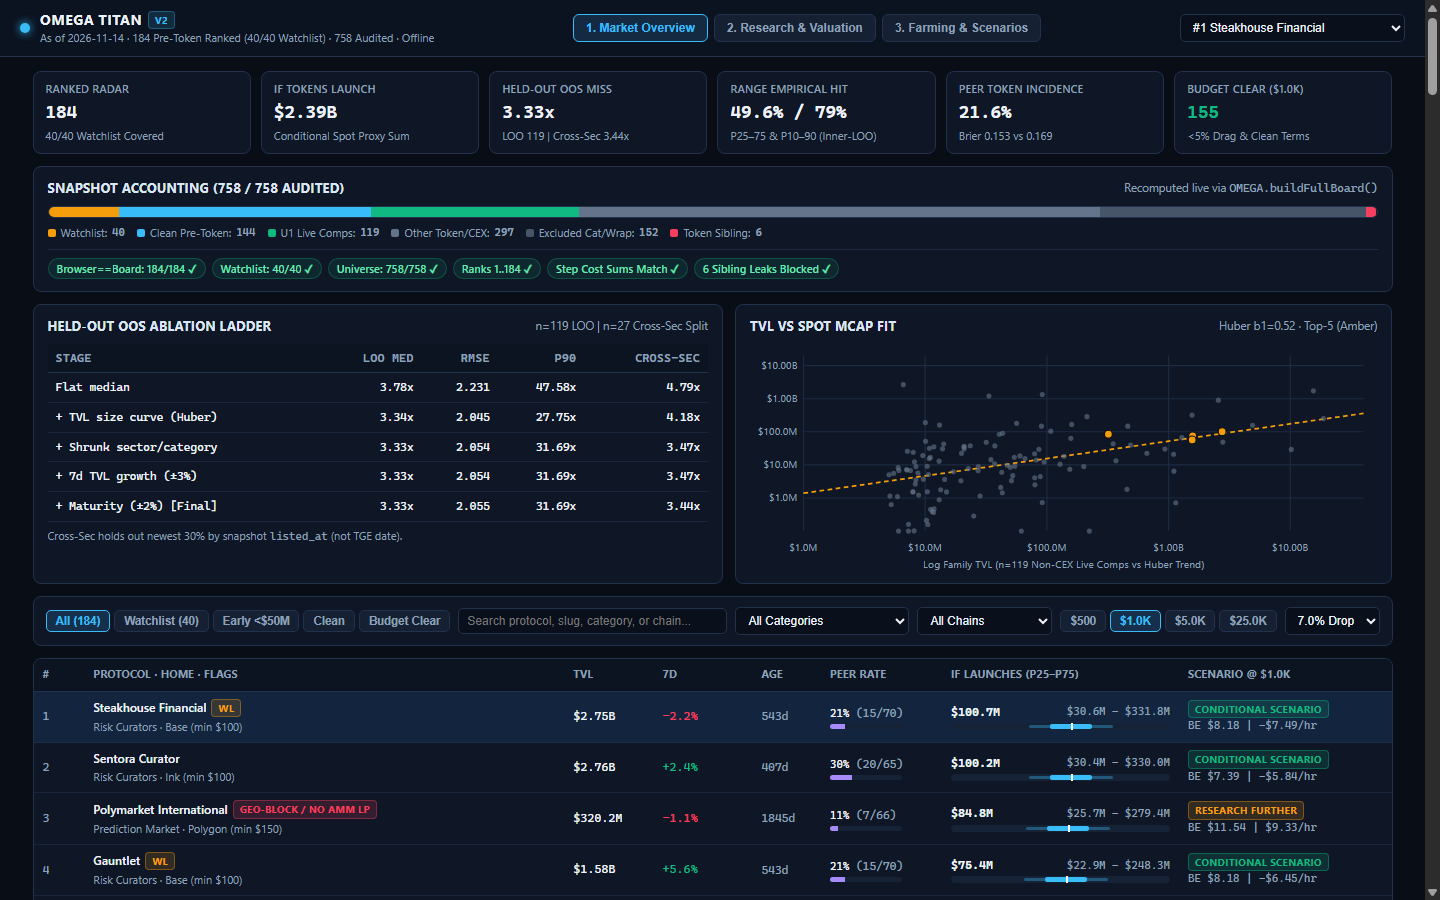 OMEGA TITAN V2
As of 2026-11-14 · 184 Pre-Token Ranked (40/40 Watchlist) · 758 Audited · Offline
1. Market Overview
2. Research & Valuation
3. Farming & Scenarios
#1 Steakhouse Financial
RANKED RADAR
184
40/40 Watchlist Covered
IF TOKENS LAUNCH
$2.39B
Conditional Spot Proxy Sum
HELD-OUT OOS MISS
3.33x
LOO 119 | Cross-Sec 3.44x
RANGE EMPIRICAL HIT
49.6% / 79%
P25–75 & P10–90 (Inner-LOO)
PEER TOKEN INCIDENCE
21.6%
Brier 0.153 vs 0.169
BUDGET CLEAR ($1.0K)
155
<5% Drag & Clean Terms
SNAPSHOT ACCOUNTING (758 / 758 AUDITED)
Recomputed live via OMEGA.buildFullBoard()
Watchlist: 40 Clean Pre-Token: 144 U1 Live Comps: 119 Other Token/CEX: 297 Excluded Cat/Wrap: 152 Token Sibling: 6
Browser==Board: 184/184 ✓ Watchlist: 40/40 ✓ Universe: 758/758 ✓ Ranks 1..184 ✓ Step Cost Sums Match ✓ 6 Sibling Leaks Blocked ✓
HELD-OUT OOS ABLATION LADDER
n=119 LOO | n=27 Cross-Sec Split
STAGE LOO MED RMSE P90 CROSS-SEC
Flat median 3.78x 2.231 47.58x 4.79x
+ TVL size curve (Huber) 3.34x 2.045 27.75x 4.18x
+ Shrunk sector/category 3.33x 2.054 31.69x 3.47x
+ 7d TVL growth (±3%) 3.33x 2.054 31.69x 3.47x
+ Maturity (±2%) [Final] 3.33x 2.055 31.69x 3.44x
Cross-Sec holds out newest 30% by snapshot listed_at (not TGE date).
TVL VS SPOT MCAP FIT
Huber b1=0.52 · Top-5 (Amber)
$10.00B
$1.00B
$100.0M
$10.0M
$1.0M
$1.0M $10.0M $100.0M $1.00B $10.00B
Log Family TVL (n=119 Non-CEX Live Comps vs Huber Trend)
All (184) Watchlist (40) Early <$50M Clean Budget Clear Search protocol, slug, category, or chain... All Categories All Chains $500 $1.0K $5.0K $25.0K 7.0% Drop
# PROTOCOL · HOME · FLAGS TVL 7D AGE PEER RATE IF LAUNCHES (P25–P75) SCENARIO @ $1.0K
1 Steakhouse Financial WL $2.75B −2.2% 543d 21% (15/70) $100.7M $30.6M – $331.8M CONDITIONAL SCENARIO
Risk Curators · Base (min $100) BE $8.18 | −$7.49/hr
2 Sentora Curator $2.76B +2.4% 407d 30% (20/65) $100.2M $30.4M – $330.0M CONDITIONAL SCENARIO
Risk Curators · Ink (min $100) BE $7.39 | −$5.84/hr
3 Polymarket International GEO-BLOCK / NO AMM LP $320.2M −1.1% 1845d 11% (7/66) $84.8M $25.7M – $279.4M RESEARCH FURTHER
Prediction Market · Polygon (min $150) BE $11.54 | $9.33/hr
4 Gauntlet WL $1.58B +5.6% 543d 21% (15/70) $75.4M $22.9M – $248.3M CONDITIONAL SCENARIO
Risk Curators · Base (min $100) BE $8.18 | −$6.45/hr